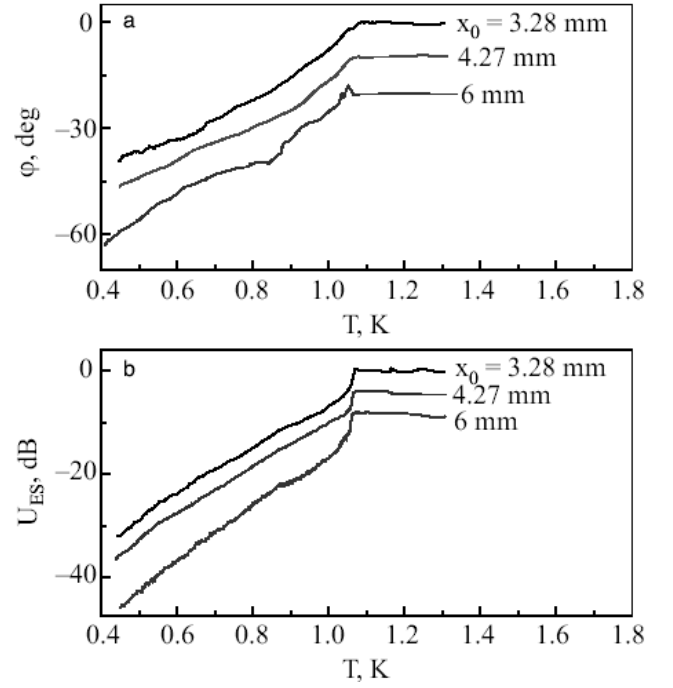 0
a
x0 = 3.28 mm
4.27 mm
6 mm
–30
–60
φ, deg
0.4 0.6 0.8 1.0 1.2 1.4 1.6 1.8
T, K
0
b
x0 = 3.28 mm
4.27 mm
6 mm
–20
–40
UES, dB
0.4 0.6 0.8 1.0 1.2 1.4 1.6 1.8
T, K